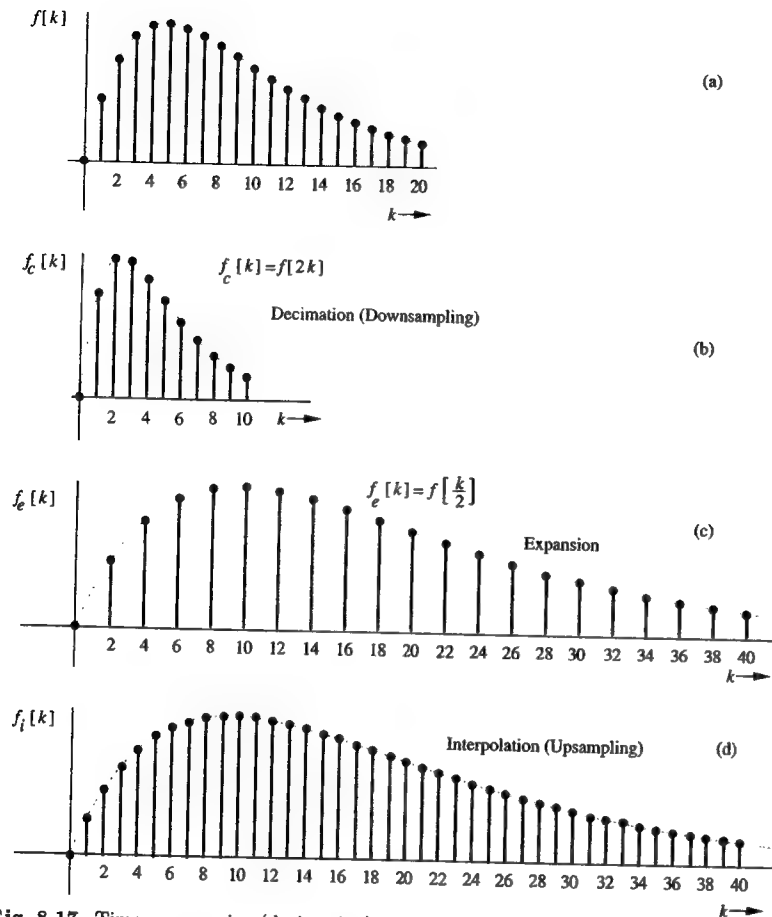 f[k]
(a)
2 4 6 8 10 12 14 16 18 20
k→
f_c[k]
f_c[k]=f[2k]
Decimation (Downsampling)
(b)
2 4 6 8 10 k→
f_e[k]
f_e[k]=f[k/2]
Expansion
(c)
2 4 6 8 10 12 14 16 18 20 22 24 26 28 30 32 34 36 38 40
k→
f_i[k]
Interpolation (Upsampling)
(d)
2 4 6 8 10 12 14 16 18 20 22 24 26 28 30 32 34 36 38 40
k→